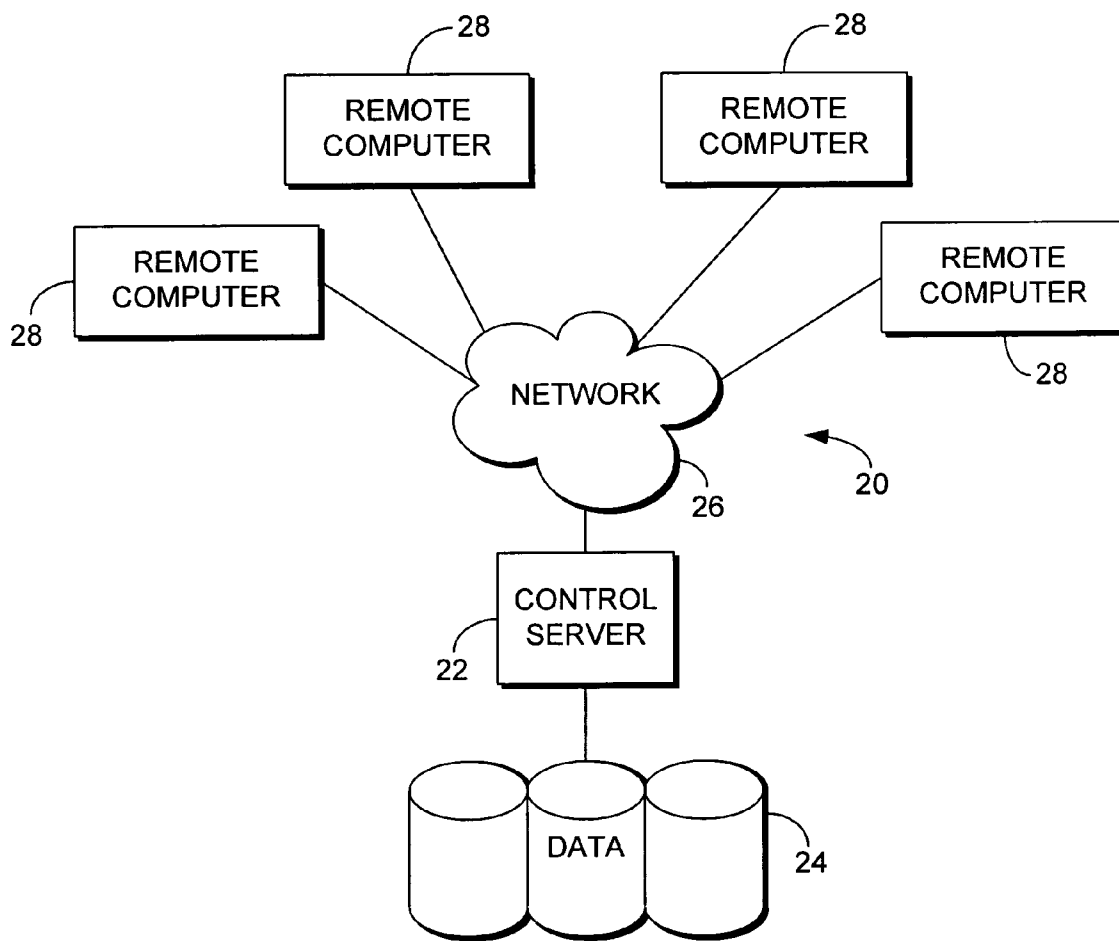 28
28
REMOTE
COMPUTER
REMOTE
COMPUTER
REMOTE
COMPUTER
28
REMOTE
COMPUTER
28
NETWORK
26
20
CONTROL
SERVER
22
DATA
24